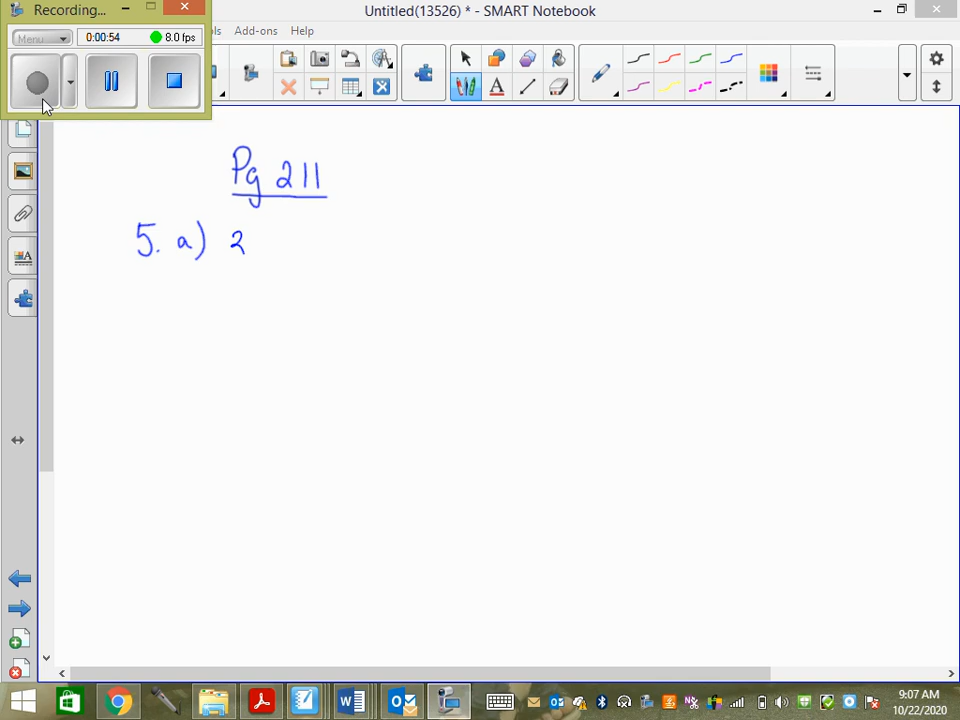 Recording...
Untitled(13526) * - SMART Notebook
Menu
0:00:54
8.0 fps
ols Add-ons Help
Pg 211
5. a) 2
9:07 AM
10/22/2020